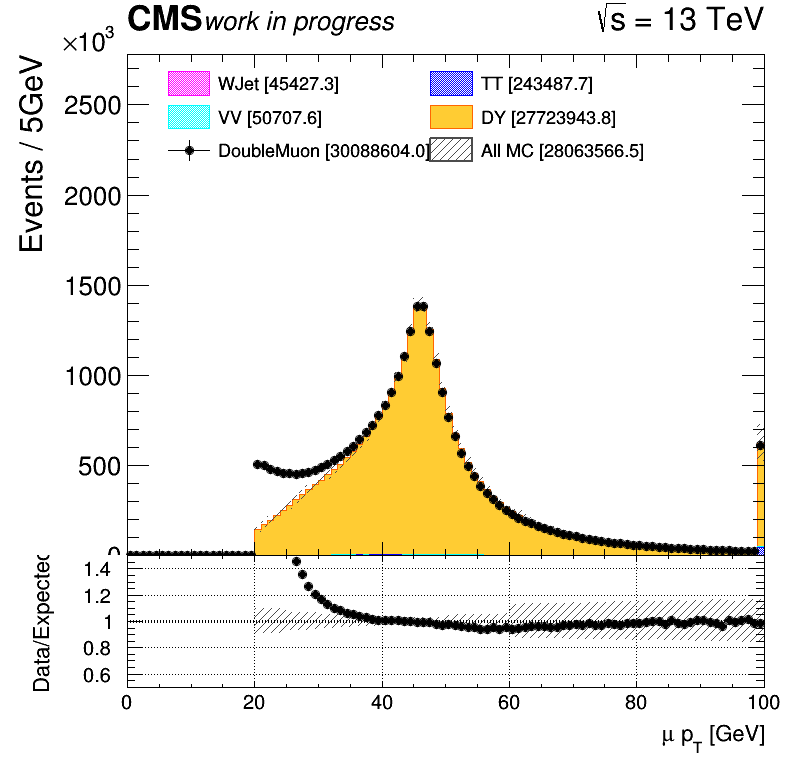 CMS work in progress √s = 13 TeV
×10³
WJet [45427.3] TT [243487.7]
VV [50707.6] DY [27723943.8]
DoubleMuon [30088604.0] All MC [28063566.5]
Events / 5GeV
2500
2000
1500
1000
500
0
Data/Expected
1.4
1.2
1
0.8
0.6
0 20 40 60 80 100
μ p_T [GeV]